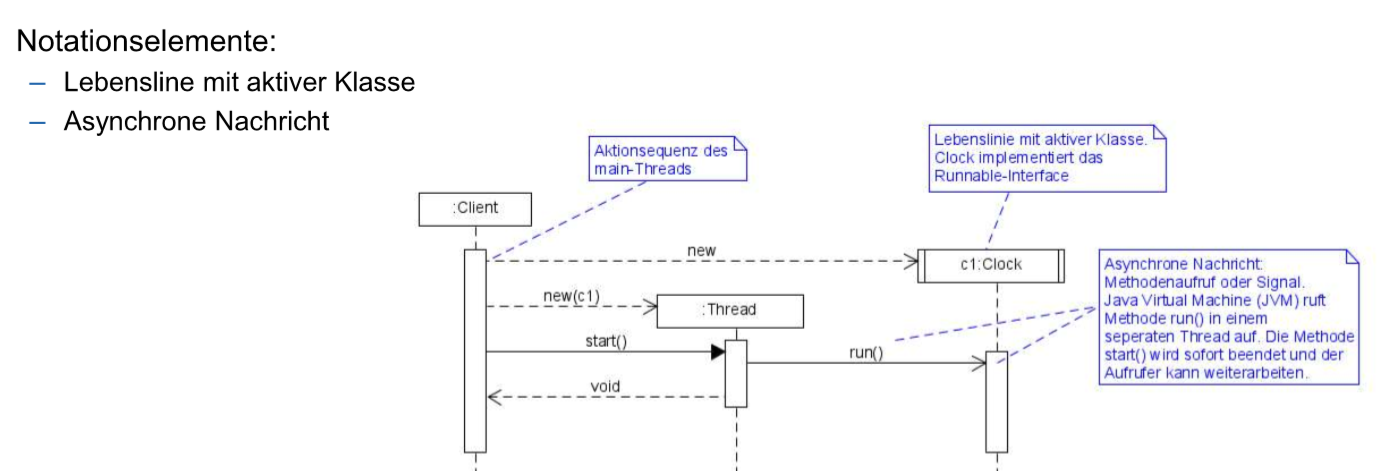 Notationselemente:
– Lebensline mit aktiver Klasse
– Asynchrone Nachricht
Aktionsequenz des
main-Threads
Lebenslinie mit aktiver Klasse.
Clock implementiert das
Runnable-Interface
:Client
new
c1:Clock
new(c1)
:Thread
start()
run()
void
Asynchrone Nachricht:
Methodenaufruf oder Signal.
Java Virtual Machine (JVM) ruft
Methode run() in einem
seperaten Thread auf. Die Methode
start() wird sofort beendet und der
Aufrufer kann weiterarbeiten.